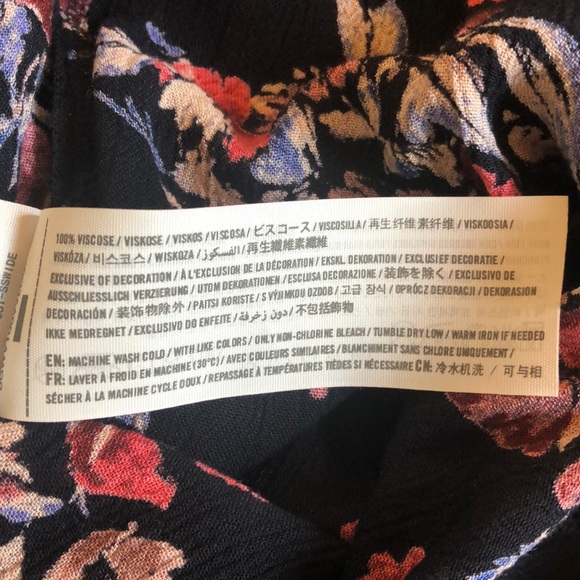 100% VISCOSE / VISKOSE / VISKOS / VISCOSA / ビスコース / VISCOSILLA / 再生纤维素纤维 / VISKOOSIA /
VISKÓZA / 비스코스 / WISKOZA / الفسكوز / 再生纖維素纖維
EXCLUSIVE OF DECORATION / À L'EXCLUSION DE LA DÉCORATION / EKSKL. DEKORATION / EXCLUSIEF DECORATIE /
AUSSCHLIESSLICH VERZIERUNG / UTOM DEKORATIONEN / ESCLUSA DECORAZIONE / 装飾を除く / EXCLUSIVO DE
DECORACIÓN / 装饰物除外 / PAITSI KORISTE / S VÝJIMKOU OZDOB / 고급 장식 / OPRÓCZ DEKORACJI / DEKORASJON
IKKE MEDREGNET / EXCLUINDO DO ENFEITE / دون زخرفة / 不包括飾物
EN: MACHINE WASH COLD / WITH LIKE COLORS / ONLY NON-CHLORINE BLEACH / TUMBLE DRY LOW / WARM IRON IF NEEDED
FR: LAVER À FROID EN MACHINE (30°C) / AVEC COULEURS SIMILAIRES / BLANCHIMENT SANS CHLORE UNIQUEMENT /
SÉCHER À LA MACHINE CYCLE DOUX / REPASSAGE À TEMPÉRATURES TIÈDES SI NÉCESSAIRE CN: 冷水机洗 / 可与相